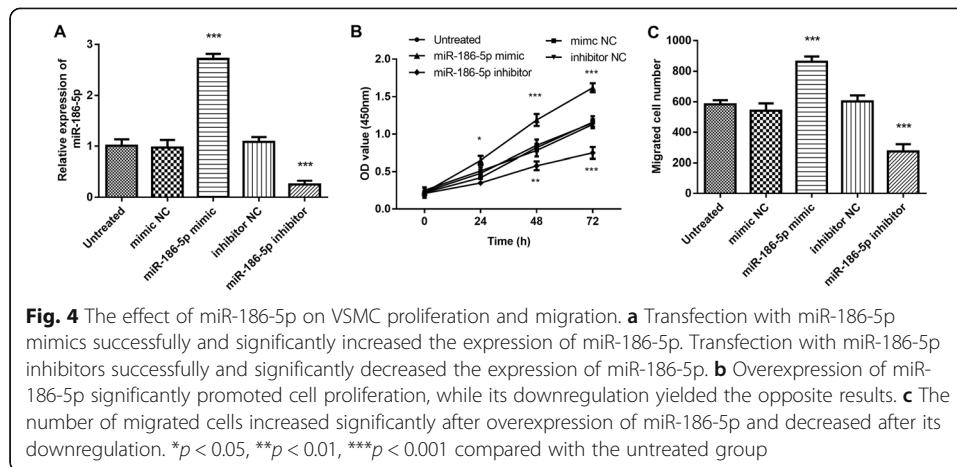 A
Relative expression of
miR-186-5p
3
2
1
0
***
***
Untreated
mimic NC
miR-186-5p mimic
inhibitor NC
miR-186-5p inhibitor
B
Untreated
miR-186-5p mimic
miR-186-5p inhibitor
mimc NC
inhibitor NC
OD value (450nm)
2.0
1.5
1.0
0.5
0.0
*
***
**
***
***
0 24 48 72
Time (h)
C
Migrated cell number
1000
800
600
400
200
0
***
***
Untreated
mimic NC
miR-186-5p mimic
inhibitor NC
miR-186-5p inhibitor
Fig. 4 The effect of miR-186-5p on VSMC proliferation and migration. a Transfection with miR-186-5p
mimics successfully and significantly increased the expression of miR-186-5p. Transfection with miR-186-5p
inhibitors successfully and significantly decreased the expression of miR-186-5p. b Overexpression of miR-
186-5p significantly promoted cell proliferation, while its downregulation yielded the opposite results. c The
number of migrated cells increased significantly after overexpression of miR-186-5p and decreased after its
downregulation. *p < 0.05, **p < 0.01, ***p < 0.001 compared with the untreated group